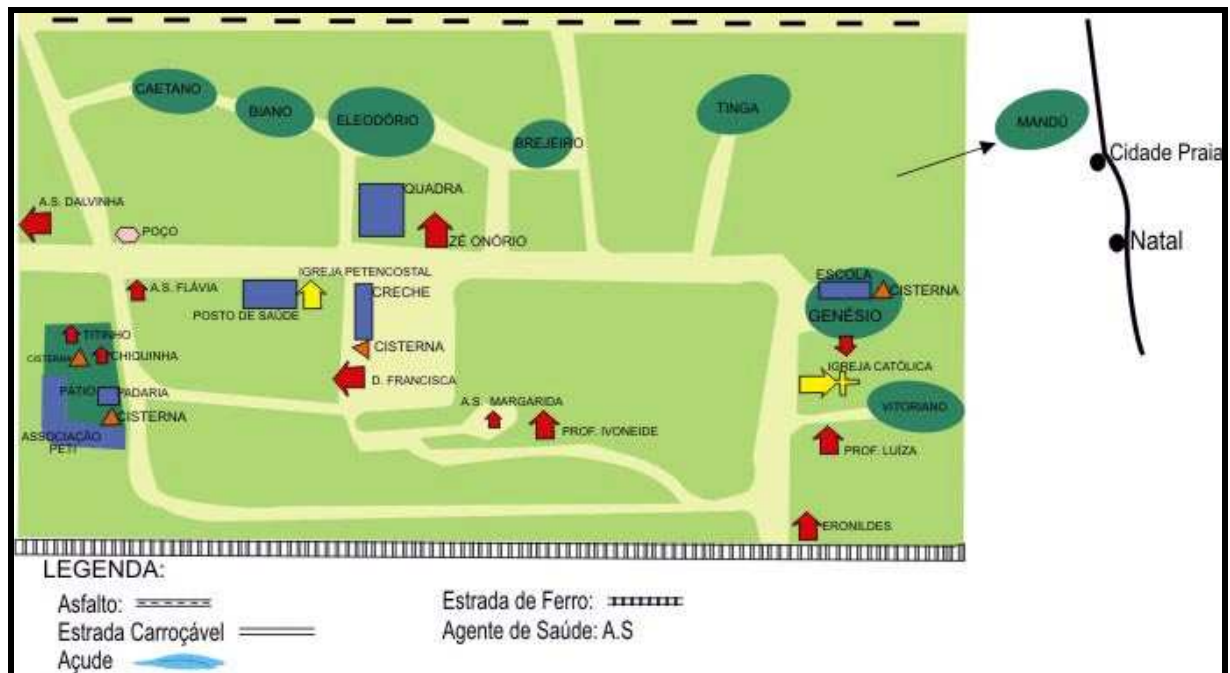 CAETANO
BIANO
ELEODÓRIO
BREJEIRO
TINGA
MANDÚ
Cidade Praia
Natal
A.S. DALVINHA
POÇO
QUADRA
ZÉ ONÓRIO
A.S. FLÁVIA
IGREJA PETENCOSTAL
POSTO DE SAÚDE
CRECHE
CISTERNA
D. FRANCISCA
ESCOLA
CISTERNA
GENÉSIO
IGREJA CATÓLICA
VITORIANO
TITINHO
CISTERNA
CHIQUINHA
PÁTIO
PADARIA
CISTERNA
ASSOCIAÇÃO
PETI
A.S. MARGARIDA
PROF. IVONEIDE
PROF. LUÍZA
ERONILDES
LEGENDA:
Asfalto:
Estrada Carroçável
Açude
Estrada de Ferro:
Agente de Saúde: A.S